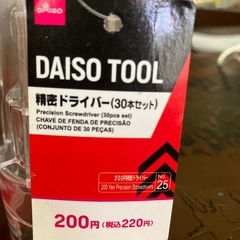 DAISO
DAISO TOOL
精密ドライバー(30本セット)
Precision Screwdriver (30pcs set)
CHAVE DE FENDA DE PRECISÃO
(CONJUNTO DE 30 PEÇAS)
200円精密ドライバー
200 Yen Precision Screwdrivers
NO.
25
200円(税込220円)